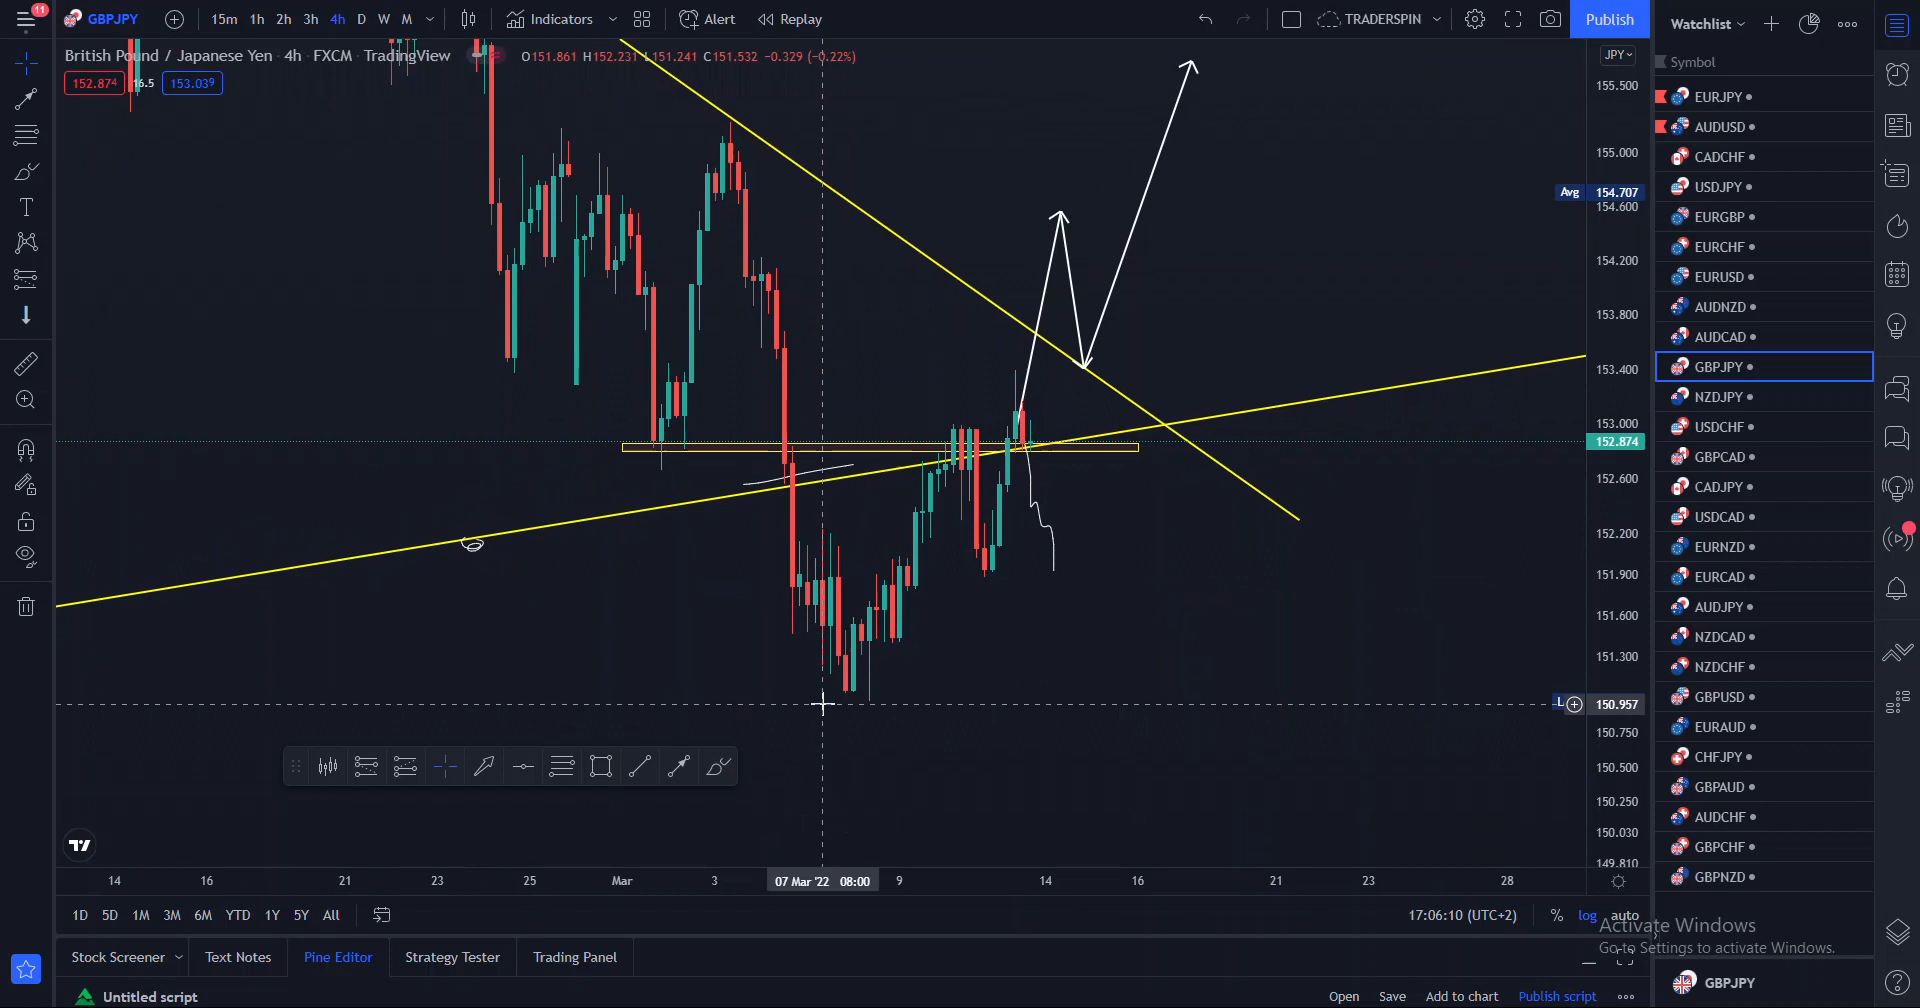 11
GBPJPY
15m 1h 2h 3h 4h D W M
Indicators
Alert
Replay
TRADERSPIN
Publish
Watchlist
British Pound / Japanese Yen · 4h · FXCM · TradingView
O151.861 H152.231 L151.241 C151.532 −0.329 (−0.22%)
152.874 16.5 153.039
JPY
Symbol
EURJPY
AUDUSD
CADCHF
USDJPY
EURGBP
EURCHF
EURUSD
AUDNZD
AUDCAD
GBPJPY
NZDJPY
USDCHF
GBPCAD
CADJPY
USDCAD
EURNZD
EURCAD
AUDJPY
NZDCAD
NZDCHF
GBPUSD
EURAUD
CHFJPY
GBPAUD
AUDCHF
GBPCHF
GBPNZD
155.500
155.000
Avg 154.707
154.600
154.200
153.800
153.400
153.000
152.874
152.600
152.200
151.900
151.600
151.300
L 150.957
150.750
150.500
150.250
150.030
149.810
14 16 21 23 25 Mar 3 07 Mar '22 08:00 9 14 16 21 23 28
1D 5D 1M 3M 6M YTD 1Y 5Y All
17:06:10 (UTC+2) % log auto
Activate Windows
Go to Settings to activate Windows.
Stock Screener Text Notes Pine Editor Strategy Tester Trading Panel
GBPJPY
Untitled script
Open Save Add to chart Publish script